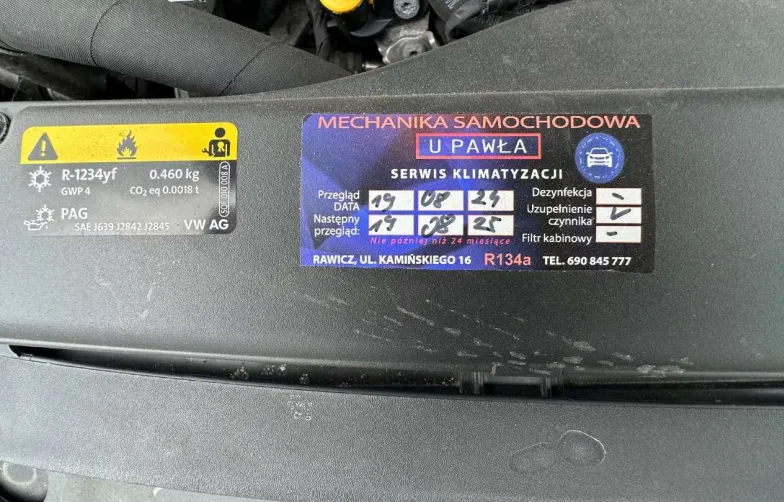 R-1234yf 0.460 kg
GWP 4 CO₂ eq 0.0018 t
PAG
SAE J639 J2842 J2845 VW AG
MECHANIKA SAMOCHODOWA
U PAWŁA
SERWIS KLIMATYZACJI
Przegląd DATA 19 08 24
Następny przegląd: 19 08 25
Nie później niż 24 miesiące
Dezynfekcja -
Uzupełnienie czynnika ✓
Filtr kabinowy -
RAWICZ, UL. KAMIŃSKIEGO 16 R134a TEL. 690 845 777